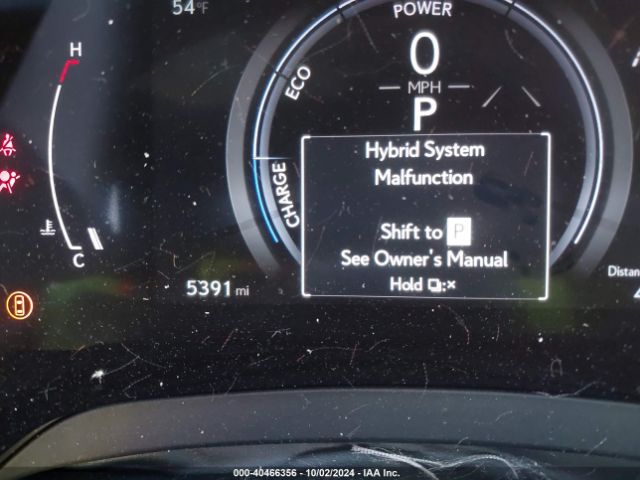 54°F
POWER
H
0
ECO
MPH
P
Hybrid System
Malfunction
CHARGE
Shift to P
See Owner's Manual
C
Hold
5391 mi
Distan
000-40466356 - 10/02/2024 - IAA Inc.